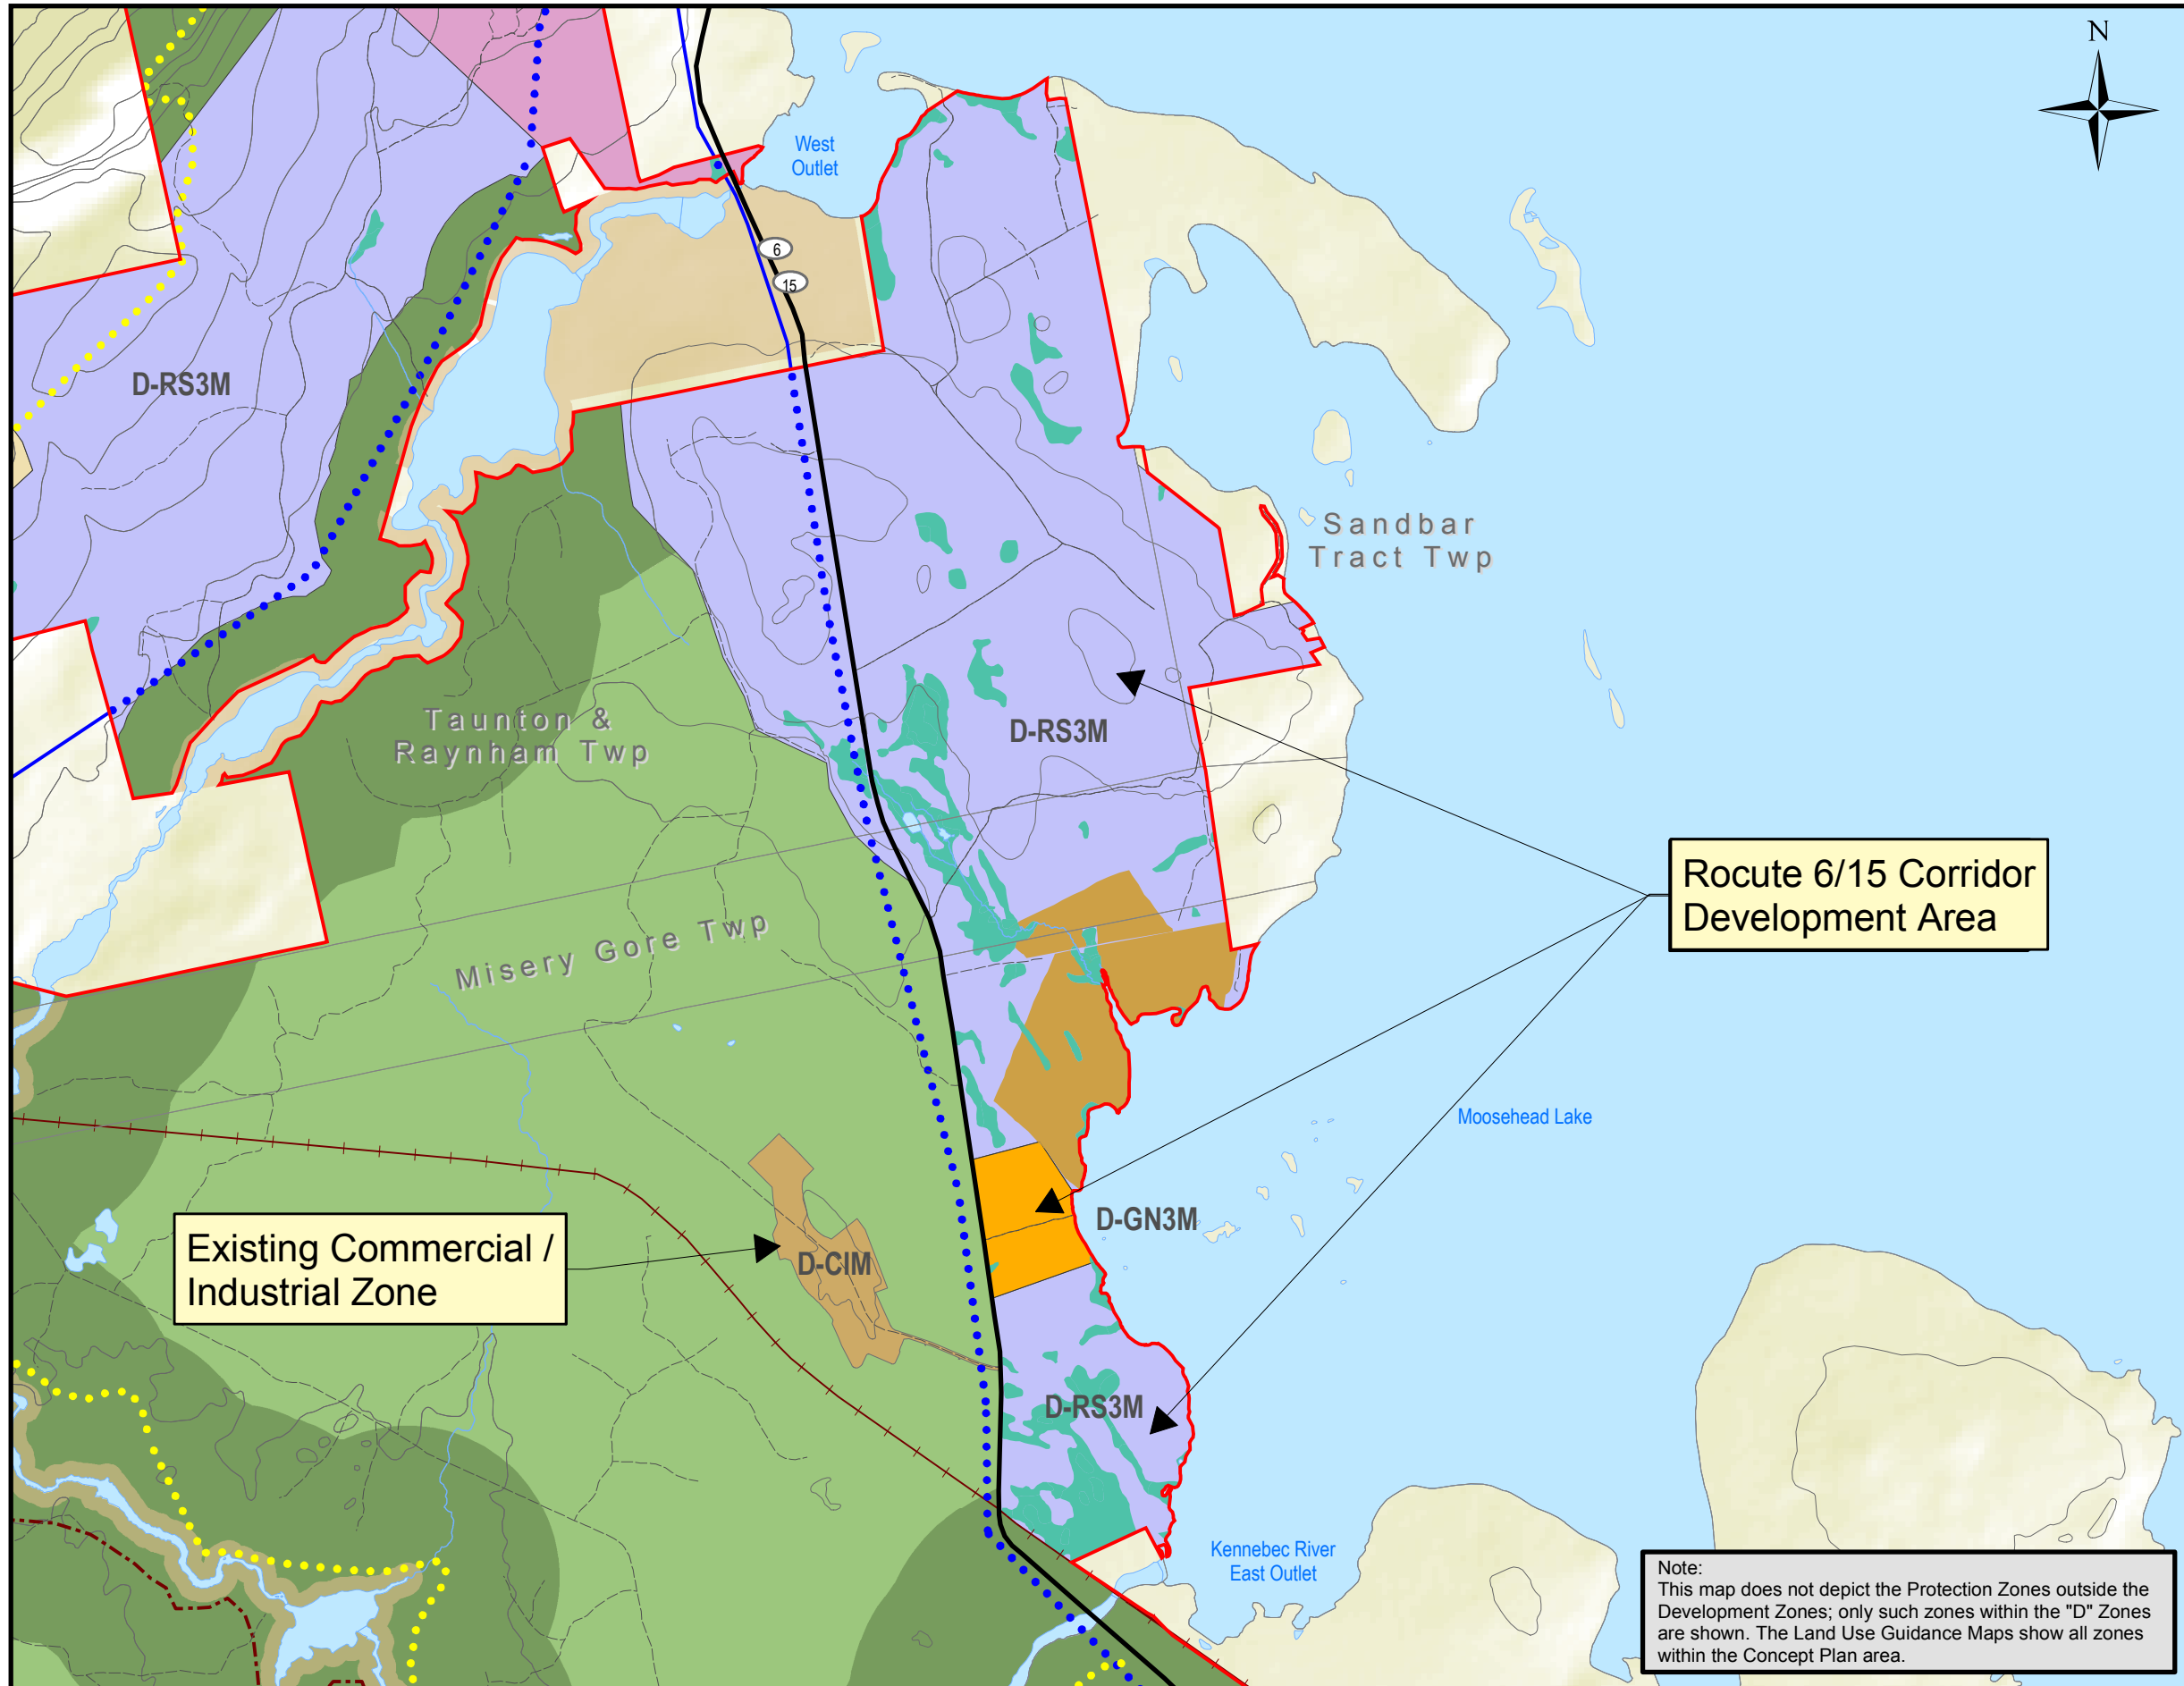 N
West
Outlet
6
15
D-RS3M
Sandbar
Tract Twp
Taunton &
Raynham Twp
D-RS3M
Rocute 6/15 Corridor
Development Area
Misery Gore Twp
Moosehead Lake
D-GN3M
Existing Commercial /
Industrial Zone
D-CIM
D-RS3M
Kennebec River
East Outlet
Note:
This map does not depict the Protection Zones outside the
Development Zones; only such zones within the "D" Zones
are shown. The Land Use Guidance Maps show all zones
within the Concept Plan area.